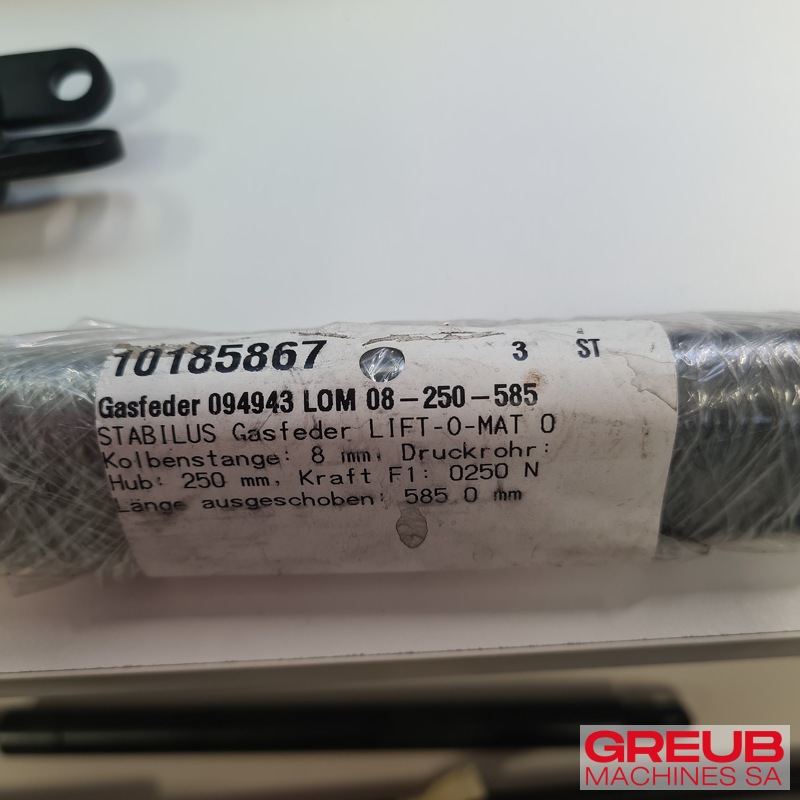 10185867 3 ST
Gasfeder 094943 LOM 08-250-585
STABILUS Gasfeder LIFT-O-MAT O
Kolbenstange: 8 mm, Druckrohr:
Hub: 250 mm, Kraft F1: 0250 N
Länge ausgeschoben: 585 0 mm
GREUB
MACHINES SA